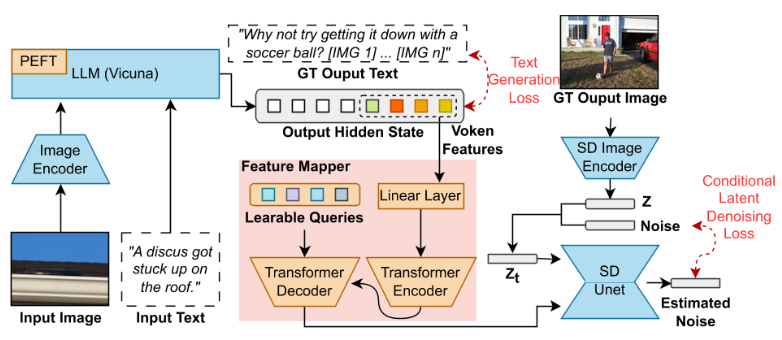 PEFT
LLM (Vicuna)
"Why not try getting it down with a
soccer ball? [IMG 1] ... [IMG n]"
GT Ouput Text
Text
Generation
Loss
GT Ouput Image
Output Hidden State
Voken
Features
Image
Encoder
SD Image
Encoder
Feature Mapper
Learable Queries
Linear Layer
Z
Noise
Conditional
Latent
Denoising
Loss
"A discus got
stuck up on
the roof."
Transformer
Decoder
Transformer
Encoder
Zt
SD
Unet
Estimated
Noise
Input Image
Input Text